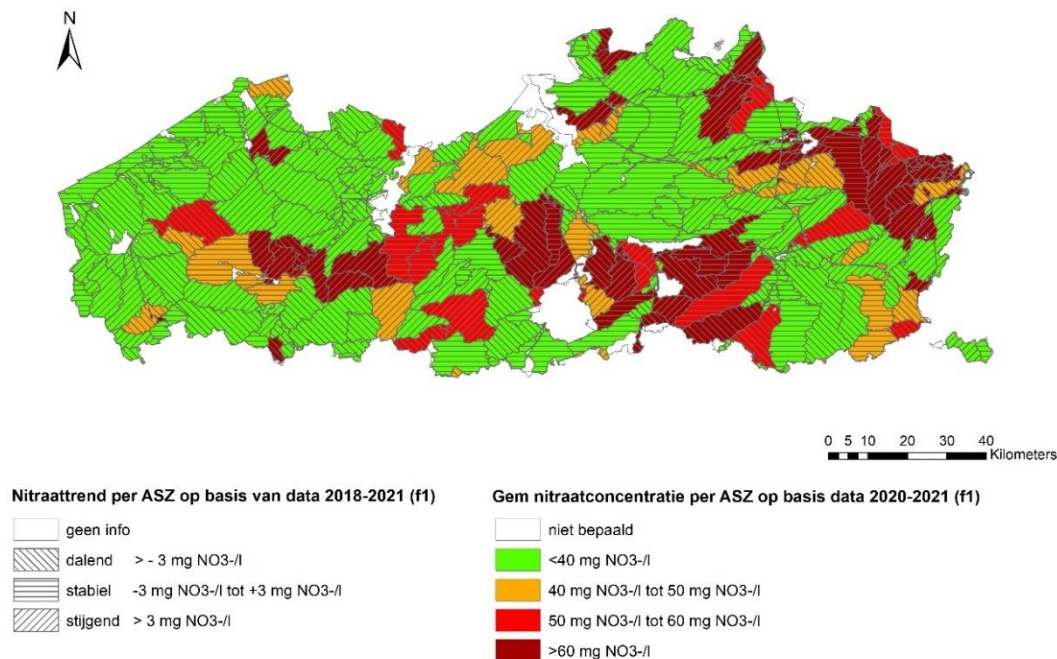 N
0 5 10 20 30 40
Kilometers
Nitraattrend per ASZ op basis van data 2018-2021 (f1)
geen info
dalend > - 3 mg NO3-/l
stabiel -3 mg NO3-/l tot +3 mg NO3-/l
stijgend > 3 mg NO3-/l
Gem nitraatconcentratie per ASZ op basis data 2020-2021 (f1)
niet bepaald
<40 mg NO3-/l
40 mg NO3-/l tot 50 mg NO3-/l
50 mg NO3-/l tot 60 mg NO3-/l
>60 mg NO3-/l